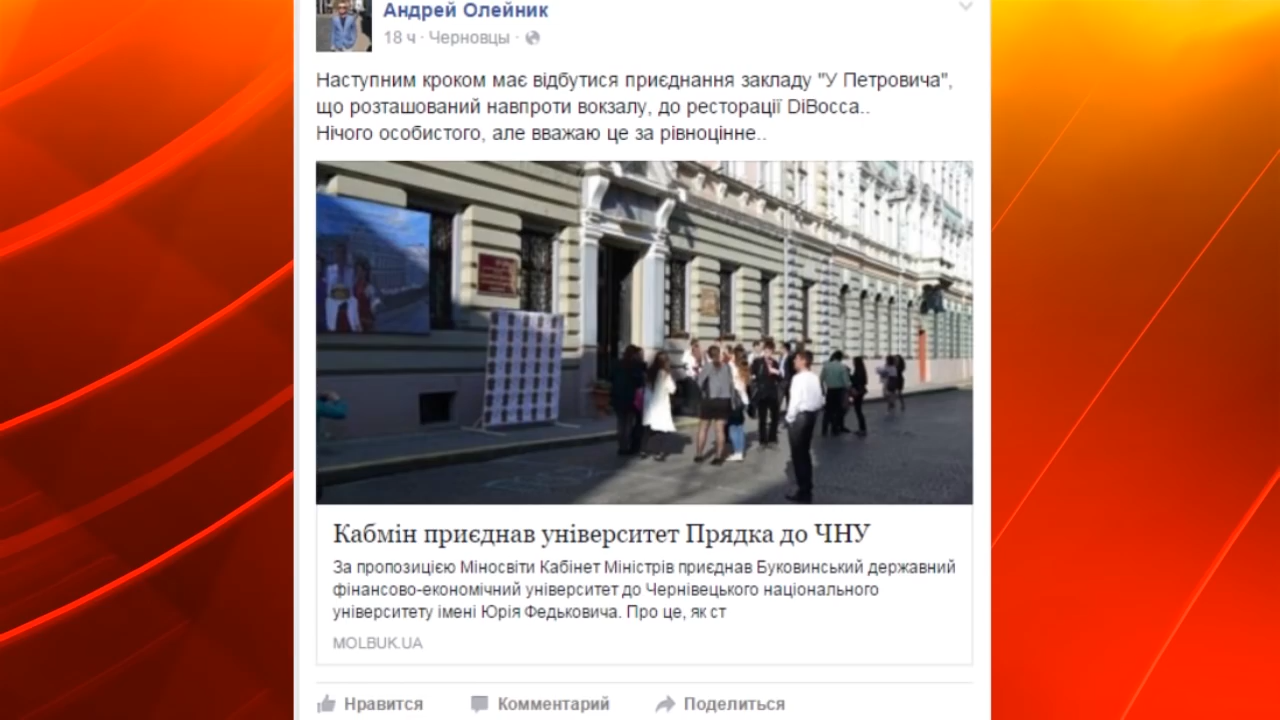 Андрей Олейник
18 ч · Черновцы ·
Наступним кроком має відбутися приєднання закладу "У Петровича",
що розташований навпроти вокзалу, до ресторації DiBocca..
Нічого особистого, але вважаю це за рівноцінне..
Кабмін приєднав університет Прядка до ЧНУ
За пропозицією Міносвіти Кабінет Міністрів приєднав Буковинський державний
фінансово-економічний університет до Чернівецького національного
університету імені Юрія Федьковича. Про це, як ст
MOLBUK.UA
Нравится Комментарий Поделиться